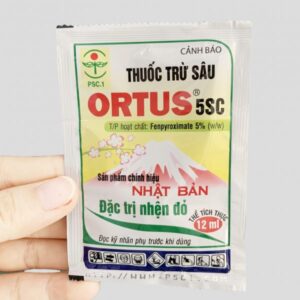 CẢNH BÁO
PSC.1
THUỐC TRỪ SÂU
ORTUS® 5SC
T/P hoạt chất: Fenpyroximate 5% (w/w)
Sản phẩm chính hiệu
NHẬT BẢN
Đặc trị nhện đỏ
THỂ TÍCH THỰC
12 ml
Đọc kỹ nhãn phụ trước khi dùng